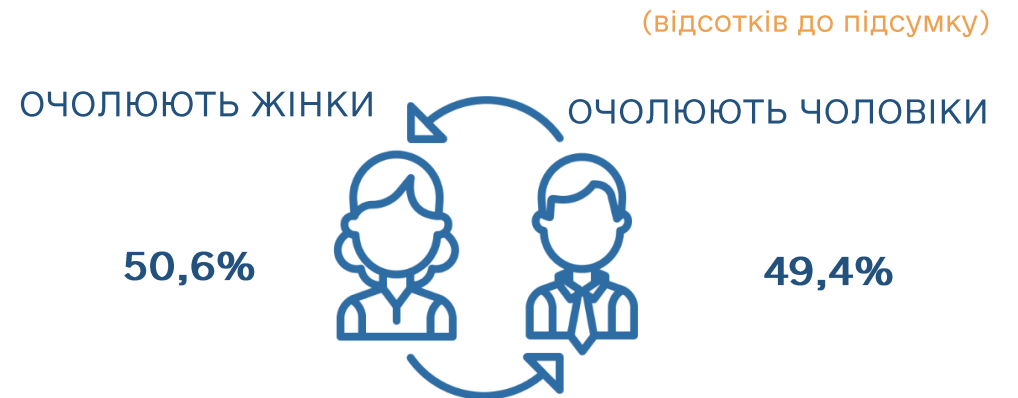 (відсотків до підсумку)
ОЧОЛЮЮТЬ ЖІНКИ
ОЧОЛЮЮТЬ ЧОЛОВІКИ
50,6%
49,4%